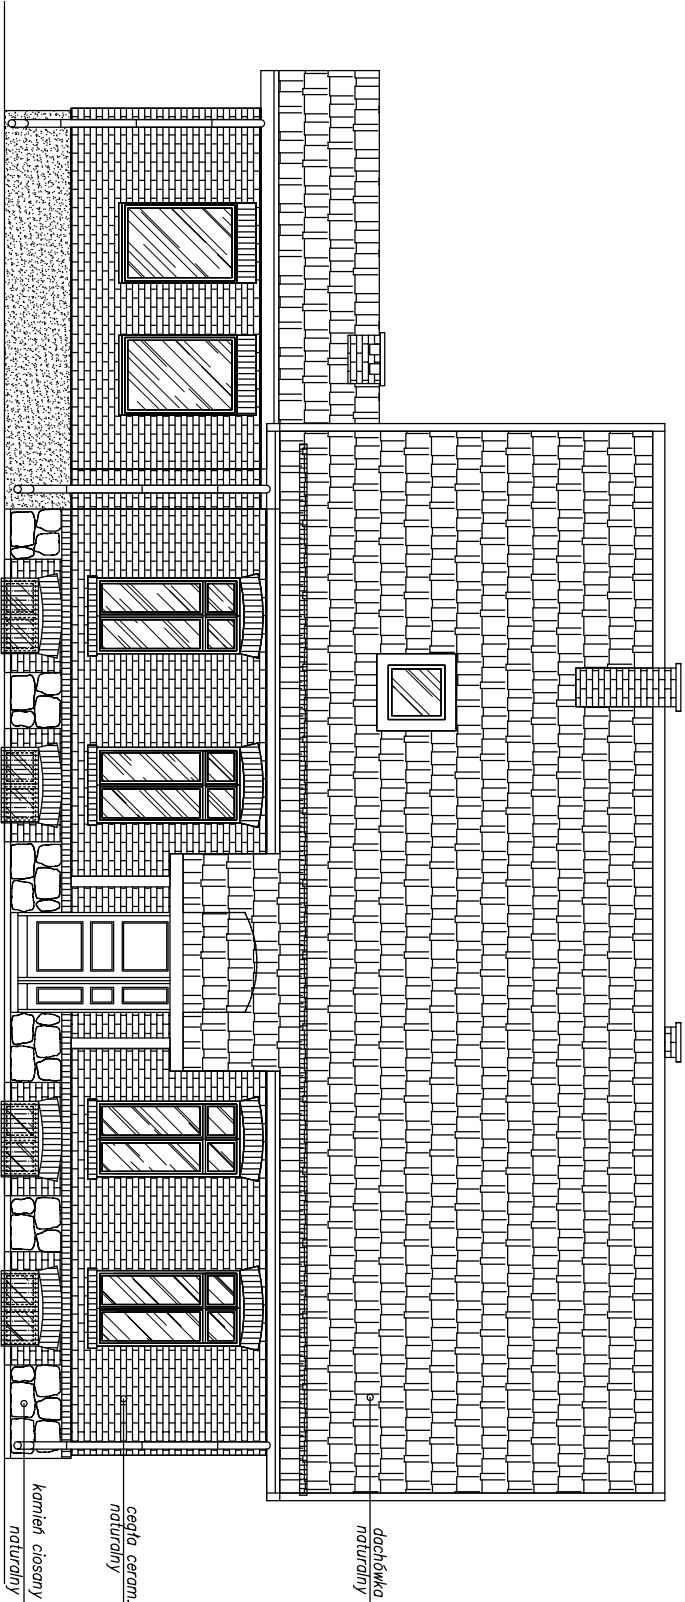 dachówka
naturalny
cegła ceram.
naturalny
kamień ciosany
naturalny